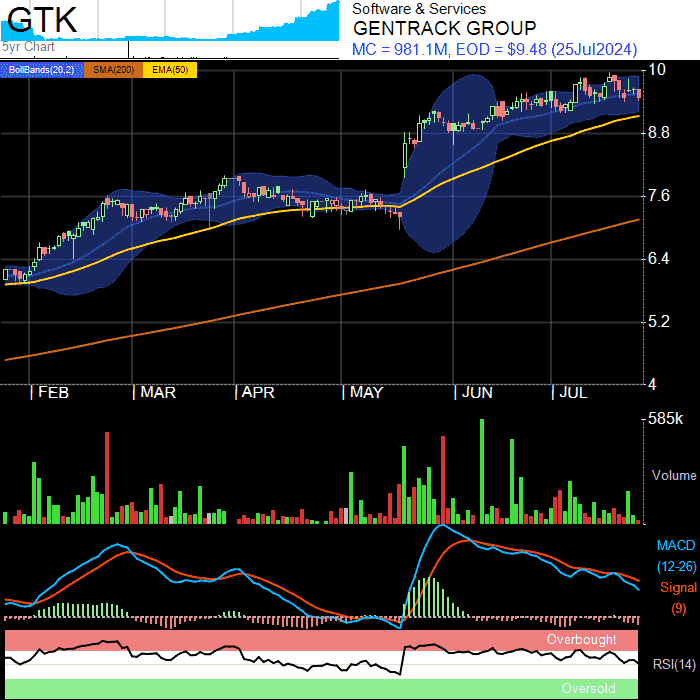 GTK
5yr Chart
Software & Services
GENTRACK GROUP
MC = 981.1M, EOD = $9.48 (25Jul2024)
BollBands(20,2) SMA(200) EMA(50)
10
8.8
7.6
6.4
5.2
4
| FEB | MAR | APR | MAY | JUN | JUL
585k
Volume
MACD
(12-26)
Signal
(9)
Overbought
RSI(14)
Oversold